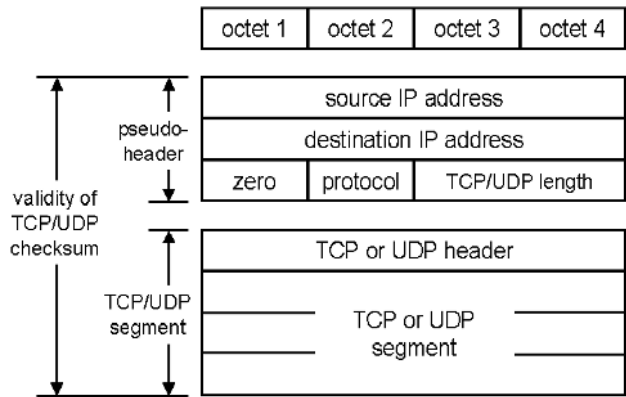 octet 1 octet 2 octet 3 octet 4
source IP address
destination IP address
zero protocol TCP/UDP length
pseudo-
header
validity of
TCP/UDP
checksum
TCP or UDP header
TCP/UDP
segment
TCP or UDP
segment